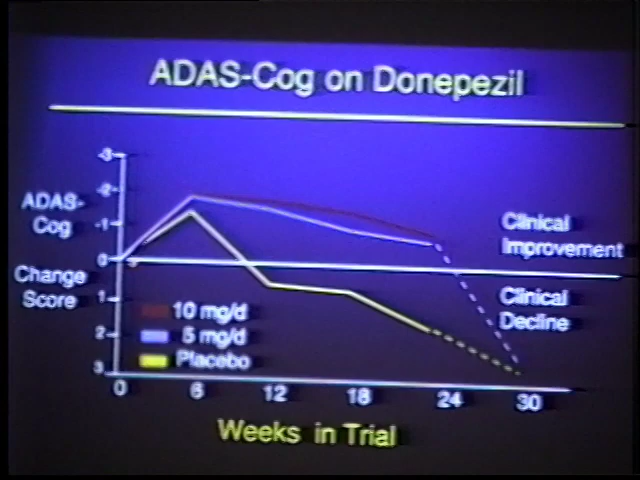 ADAS-Cog on Donepezil
-3
-2
-1
0
1
2
3
ADAS-
Cog
Change
Score
Clinical
Improvement
Clinical
Decline
10 mg/d
5 mg/d
Placebo
0 6 12 18 24 30
Weeks in Trial